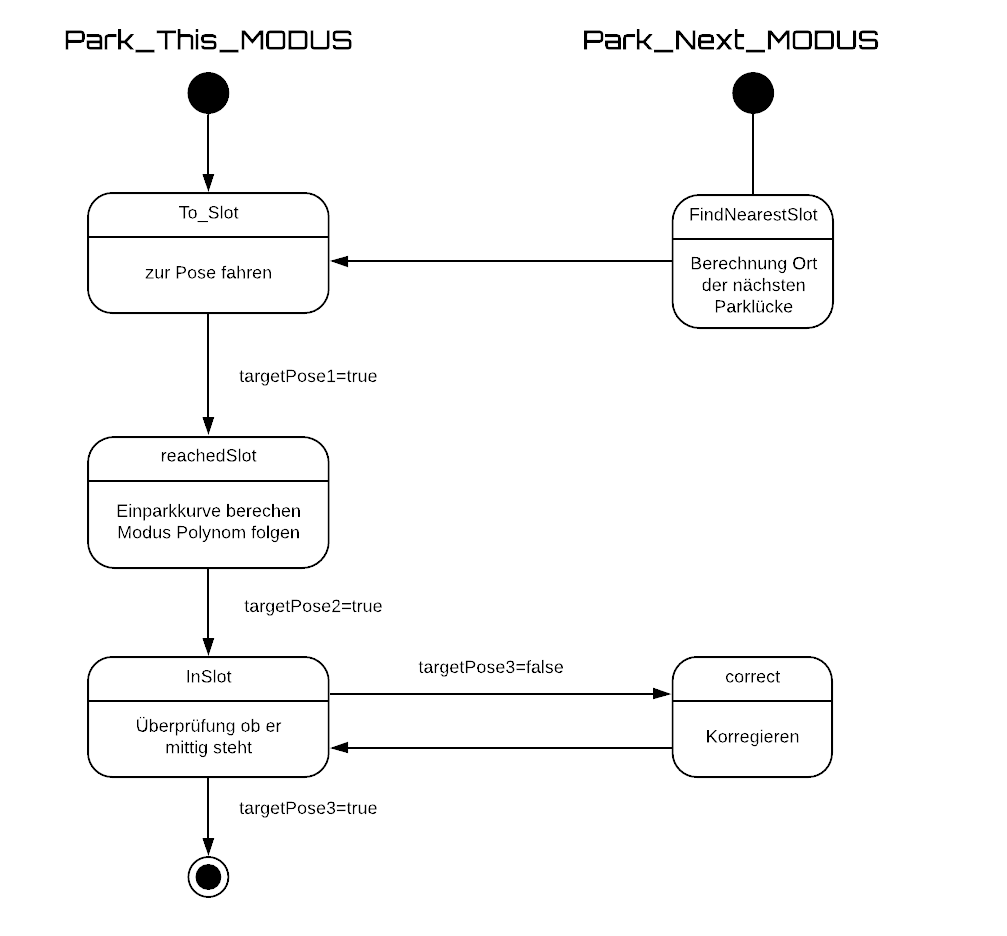 Park_This_MODUS
Park_Next_MODUS
To_Slot
zur Pose fahren
FindNearestSlot
Berechnung Ort
der nächsten
Parklücke
targetPose1=true
reachedSlot
Einparkkurve berechen
Modus Polynom folgen
targetPose2=true
InSlot
Überprüfung ob er
mittig steht
targetPose3=false
correct
Korregieren
targetPose3=true